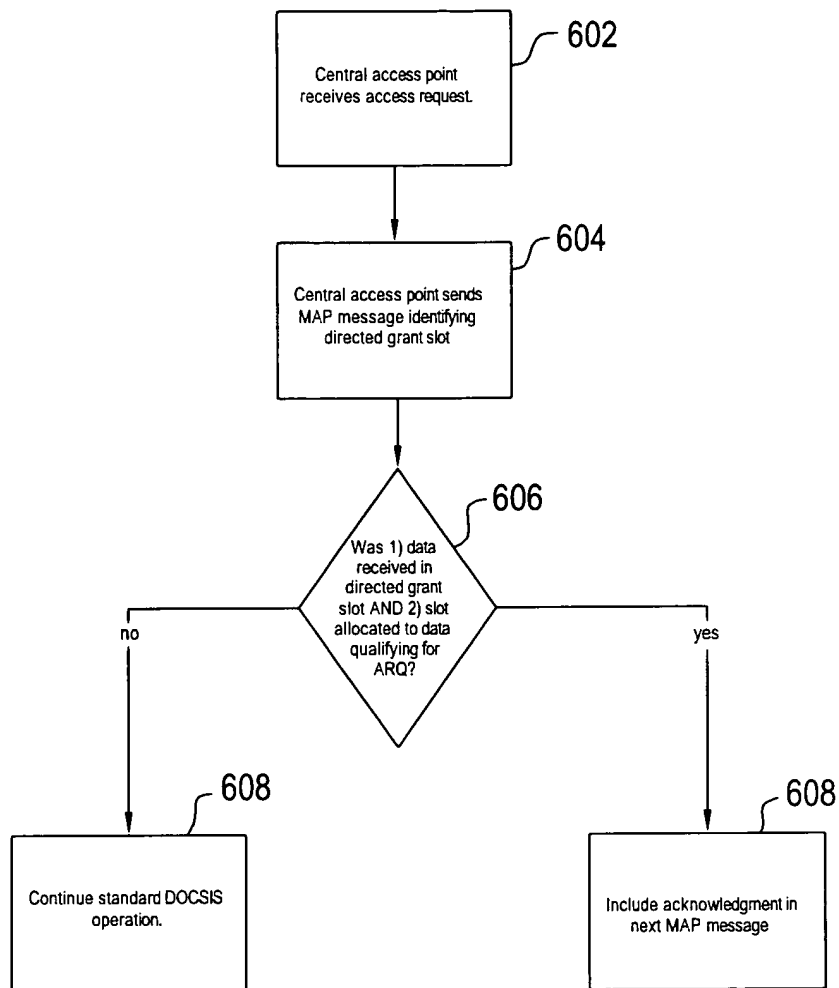 602
Central access point
receives access request.
604
Central access point sends
MAP message identifying
directed grant slot
606
Was 1) data
received in
directed grant
slot AND 2) slot
allocated to data
qualifying for
ARQ?
no
yes
608
Continue standard DOCSIS
operation.
608
Include acknowledgment in
next MAP message